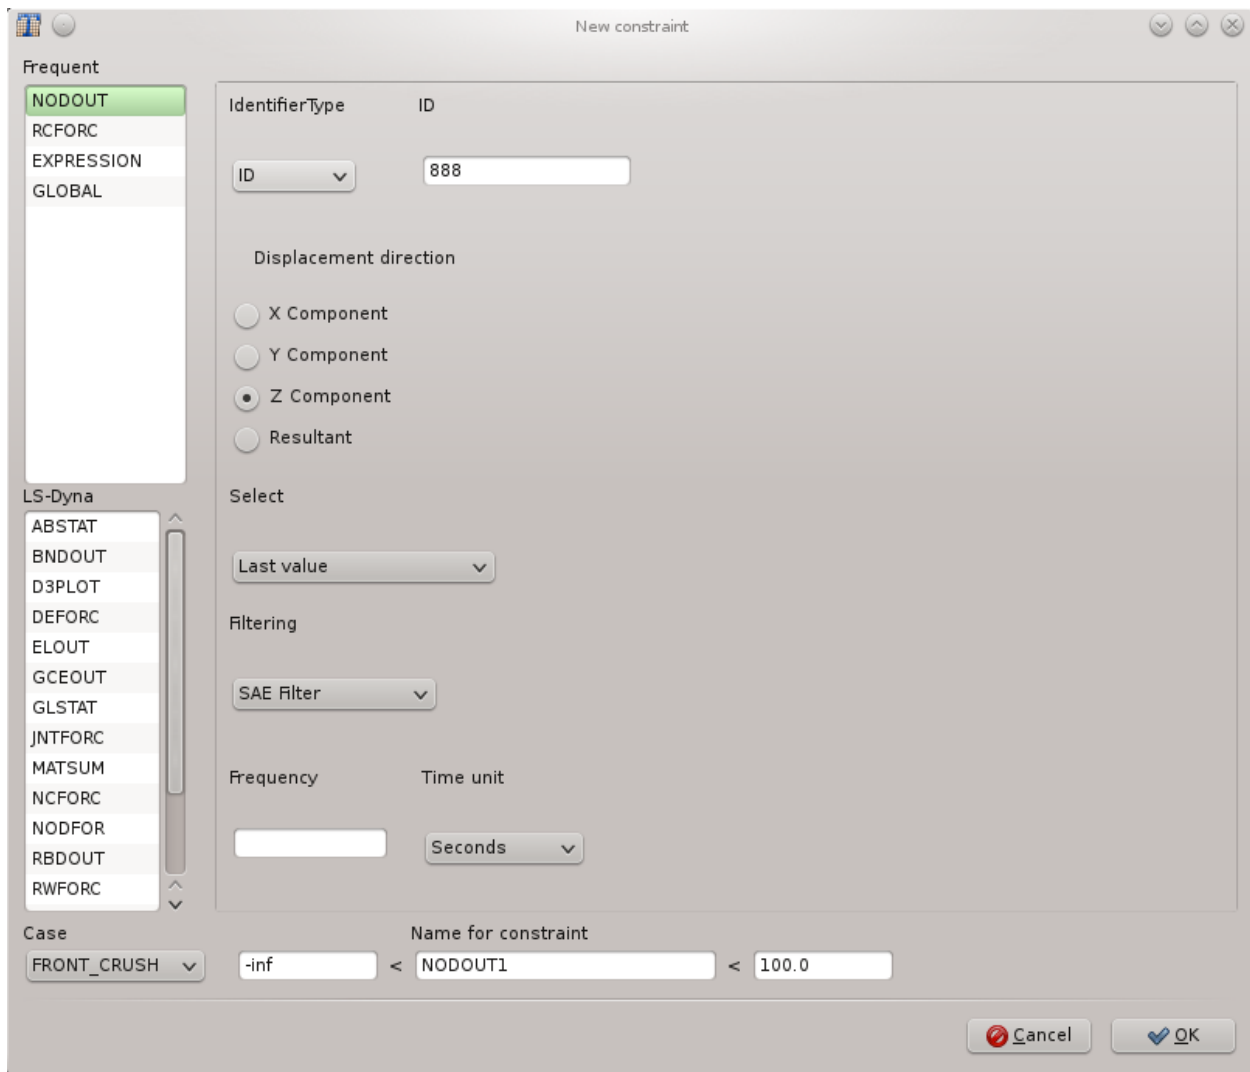 New constraint
Frequent
NODOUT
RCFORC
EXPRESSION
GLOBAL
IdentifierType ID
ID 888
Displacement direction
X Component
Y Component
Z Component
Resultant
LS-Dyna
ABSTAT
BNDOUT
D3PLOT
DEFORC
ELOUT
GCEOUT
GLSTAT
JNTFORC
MATSUM
NCFORC
NODFOR
RBDOUT
RWFORC
Select
Last value
Filtering
SAE Filter
Frequency Time unit
Seconds
Case Name for constraint
FRONT_CRUSH -inf < NODOUT1 < 100.0
Cancel OK